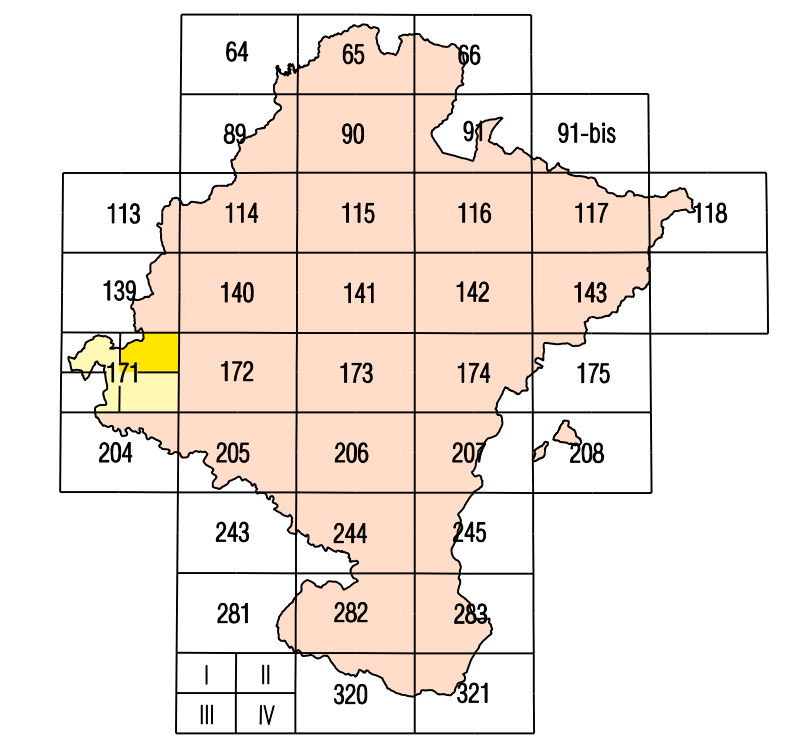 64 65 66
89 90 91 91-bis
113 114 115 116 117 118
139 140 141 142 143
171 172 173 174 175
204 205 206 207 208
243 244 245
281 282 283
I II
320 321
III IV